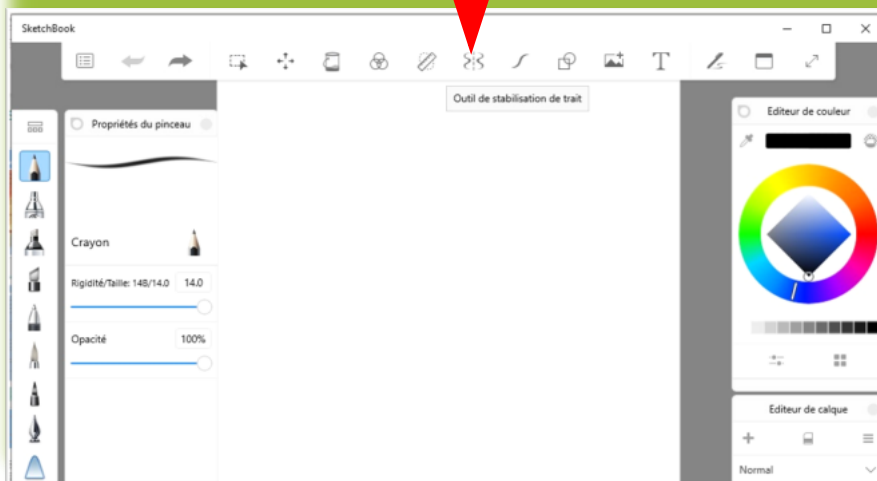 SketchBook
T
Outil de stabilisation de trait
Propriétés du pinceau
Editeur de couleur
Crayon
Rigidité/Taille: 14B/14.0 14.0
Opacité 100%
Editeur de calque
Normal